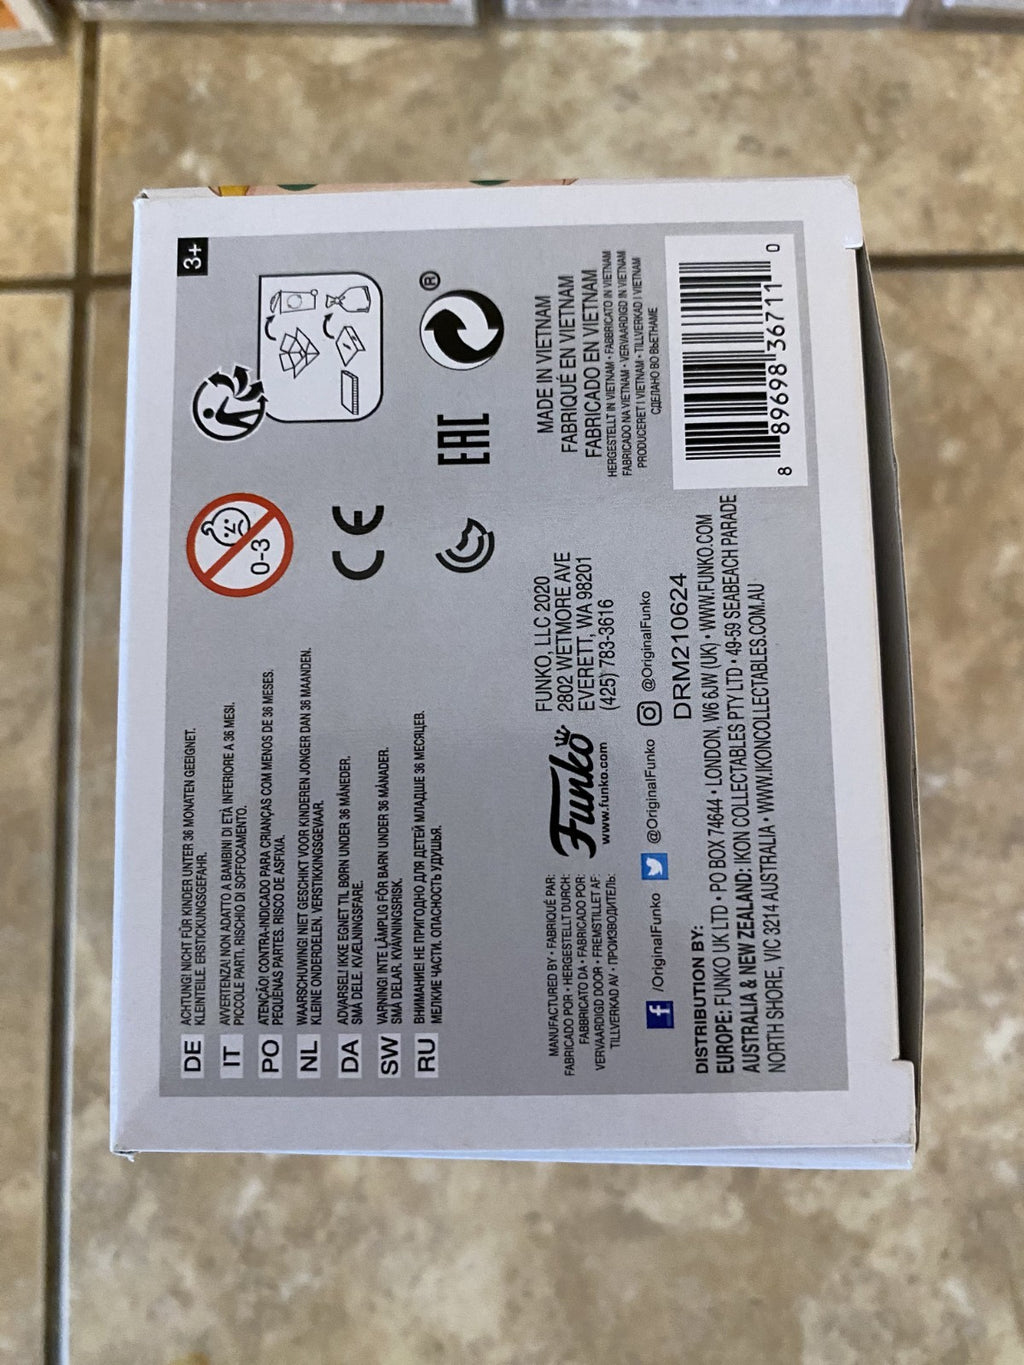 3+
DE ACHTUNG! NICHT FÜR KINDER UNTER 36 MONATEN GEEIGNET.
KLEINTEILE. ERSTICKUNGSGEFAHR.
IT AVVERTENZA! NON ADATTO A BAMBINI DI ETÀ INFERIORE A 36 MESI.
PICCOLE PARTI. RISCHIO DI SOFFOCAMENTO.
PO ATENÇÃO! CONTRA-INDICADO PARA CRIANÇAS COM MENOS DE 36 MESES.
PEQUENAS PARTES. RISCO DE ASFIXIA.
NL WAARSCHUWING! NIET GESCHIKT VOOR KINDEREN JONGER DAN 36 MAANDEN.
KLEINE ONDERDELEN. VERSTIKKINGSGEVAAR.
DA ADVARSEL! IKKE EGNET TIL BØRN UNDER 36 MÅNEDER.
SMÅ DELE. KVÆLNINGSFARE.
SW VARNING! INTE LÄMPLIG FÖR BARN UNDER 36 MÅNADER.
SMÅ DELAR. KVÄVNINGSRISK.
RU ВНИМАНИЕ! НЕ ПРИГОДНО ДЛЯ ДЕТЕЙ МЛАДШЕ 36 МЕСЯЦЕВ.
МЕЛКИЕ ЧАСТИ. ОПАСНОСТЬ УДУШЬЯ.
0-3
CE
EAC
®
MANUFACTURED BY • FABRIQUÉ PAR:
FABRICADO POR • HERGESTELLT DURCH:
FABBRICATO DA • FABRICADO POR:
VERVAARDIGD DOOR • FREMSTILLET AF:
TILLVERKAD AV • ПРОИЗВОДИТЕЛЬ:
Funko
www.funko.com
FUNKO, LLC 2020
2802 WETMORE AVE
EVERETT, WA 98201
(425) 783-3616
MADE IN VIETNAM
FABRIQUÉ EN VIETNAM
FABRICADO EN VIETNAM
HERGESTELLT IN VIETNAM • FABBRICATO IN VIETNAM
FABRICADO NA VIETNAM • VERVAARDIGD IN VIETNAM
PRODUCERET I VIETNAM • TILLVERKAD I VIETNAM
СДЕЛАНО ВО ВЬЕТНАМЕ
f /OriginalFunko @OriginalFunko @OriginalFunko
DRM210624
DISTRIBUTION BY:
EUROPE: FUNKO UK LTD • PO BOX 74644 • LONDON, W6 6JW (UK) • WWW.FUNKO.COM
AUSTRALIA & NEW ZEALAND: IKON COLLECTABLES PTY LTD • 49-59 SEABEACH PARADE
NORTH SHORE, VIC 3214 AUSTRALIA • WWW.IKONCOLLECTABLES.COM.AU
8 89698 36711 0